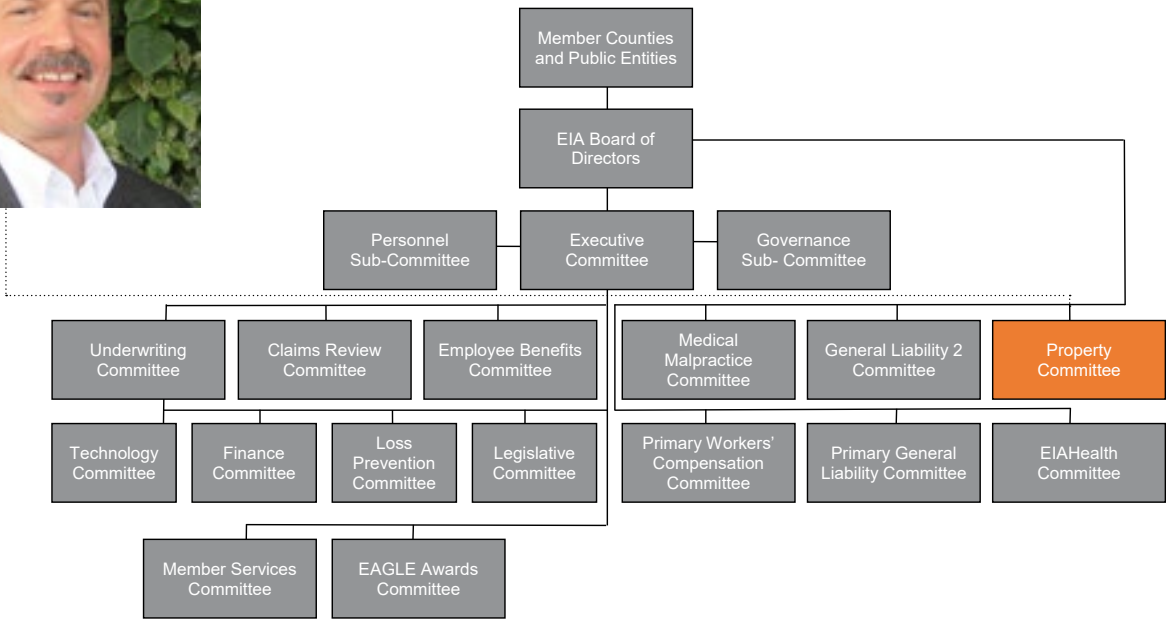 Member Counties
and Public Entities
EIA Board of
Directors
Personnel
Sub-Committee
Executive
Committee
Governance
Sub- Committee
Underwriting
Committee
Claims Review
Committee
Employee Benefits
Committee
Medical
Malpractice
Committee
General Liability 2
Committee
Property
Committee
Technology
Committee
Finance
Committee
Loss
Prevention
Committee
Legislative
Committee
Primary Workers’
Compensation
Committee
Primary General
Liability Committee
EIAHealth
Committee
Member Services
Committee
EAGLE Awards
Committee